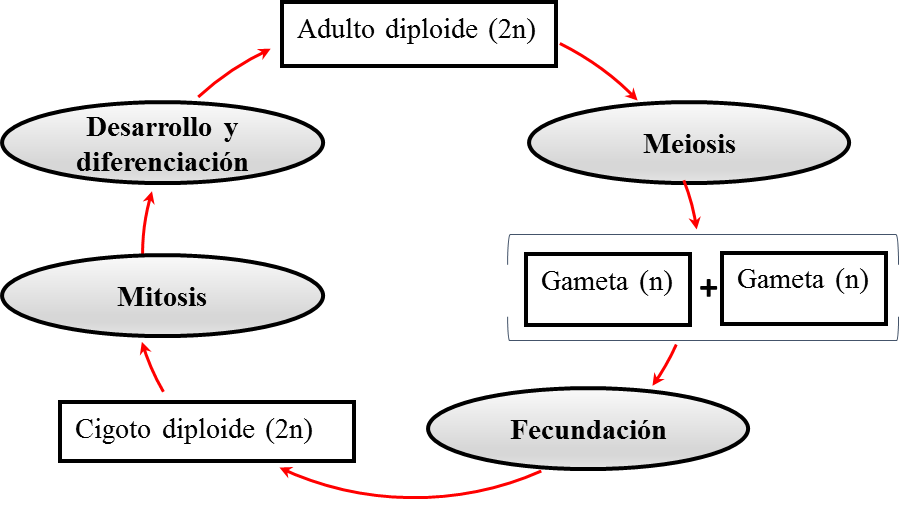 Adulto diploide (2n)
Desarrollo y
diferenciación
Meiosis
Gameta (n)
+
Gameta (n)
Mitosis
Cigoto diploide (2n)
Fecundación